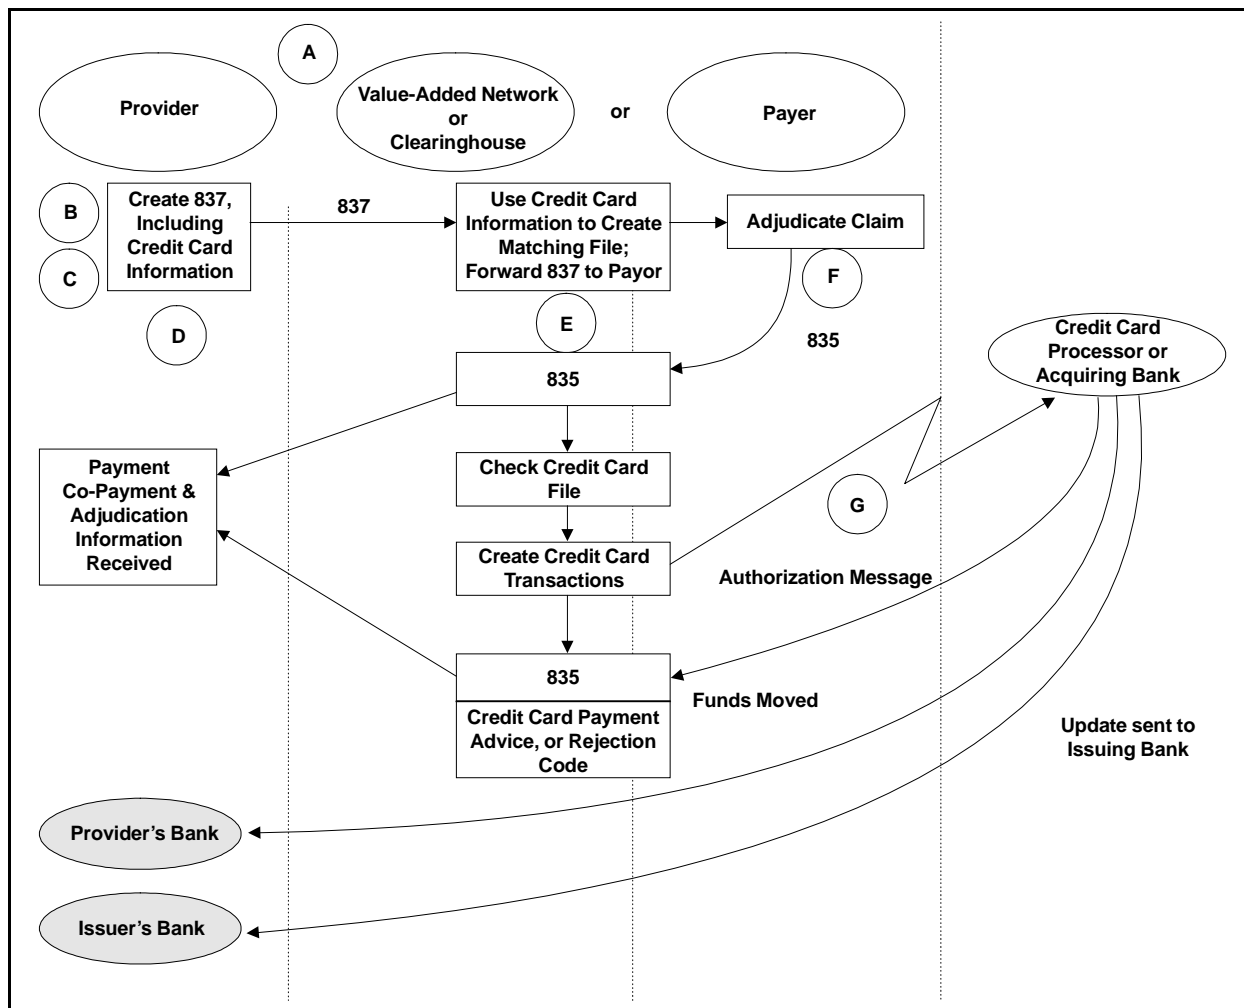 A
Provider
Value-Added Network
or
Clearinghouse
or
Payer
B
C
D
Create 837,
Including
Credit Card
Information
837
Use Credit Card
Information to Create
Matching File;
Forward 837 to Payor
Adjudicate Claim
F
835
E
835
Credit Card
Processor or
Acquiring Bank
Payment
Co-Payment &
Adjudication
Information
Received
Check Credit Card
File
G
Create Credit Card
Transactions
Authorization Message
835
Credit Card Payment
Advice, or Rejection
Code
Funds Moved
Update sent to
Issuing Bank
Provider’s Bank
Issuer’s Bank